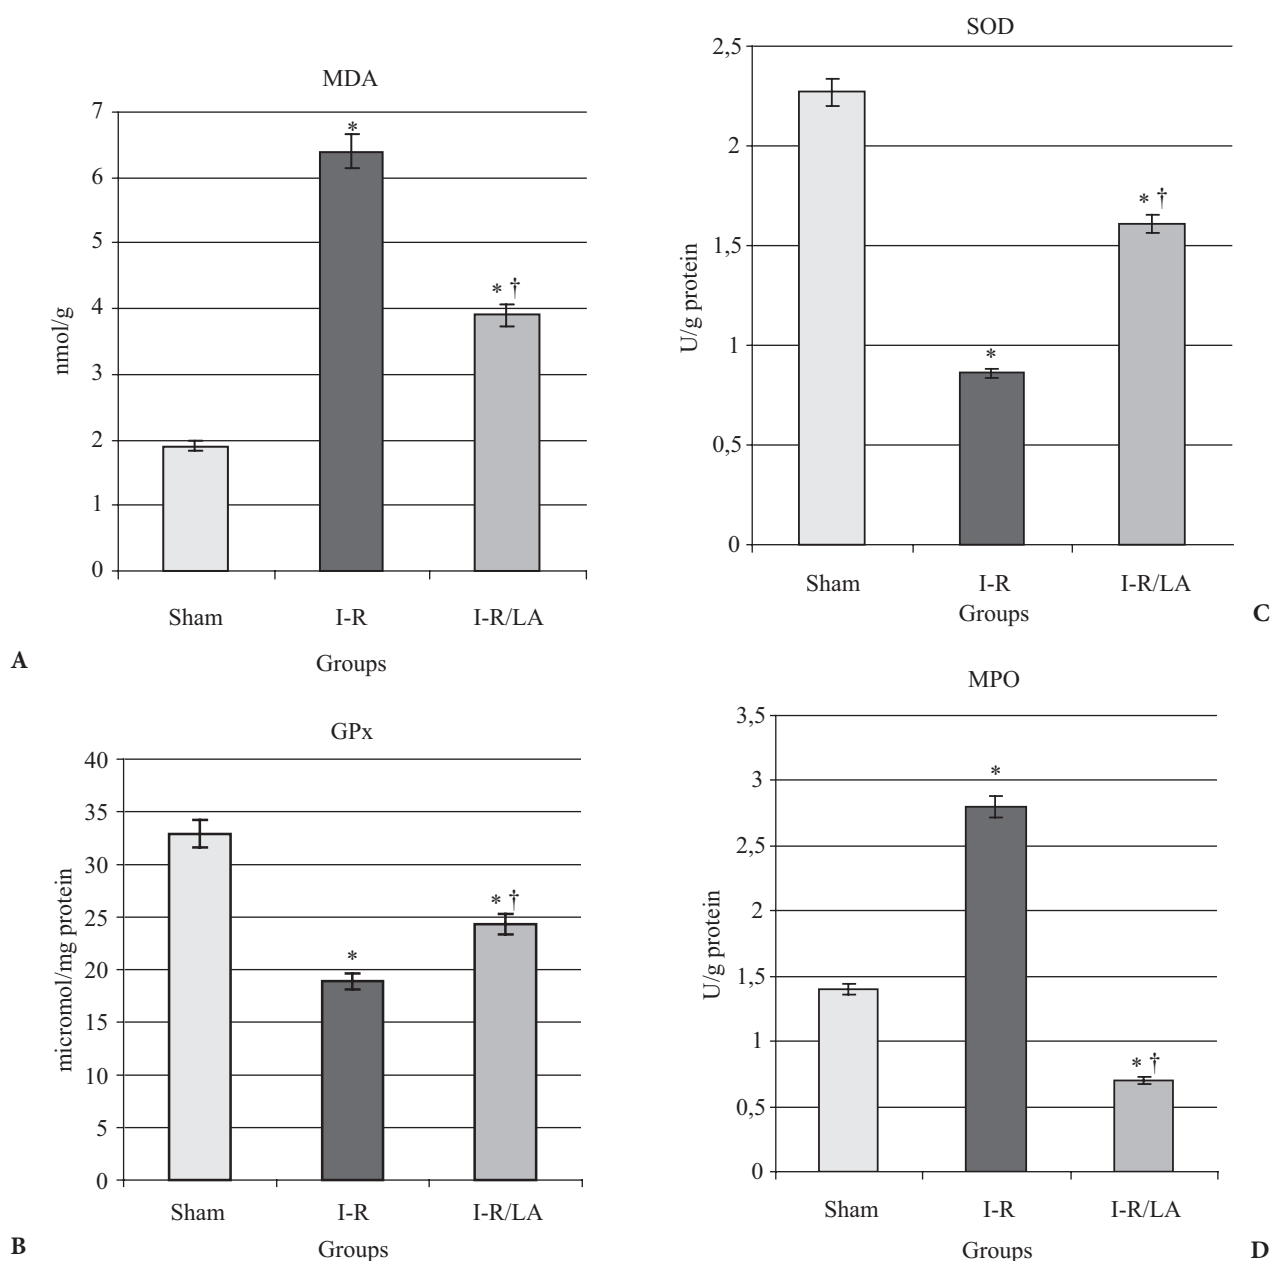 MDA
7
6
5
4
3
2
1
0
nmol/g
*
* †
Sham I-R I-R/LA
Groups
A
GPx
40
35
30
25
20
15
10
5
0
micromol/mg protein
*
* †
Sham I-R I-R/LA
Groups
B
SOD
2,5
2
1,5
1
0,5
0
U/g protein
*
* †
Sham I-R I-R/LA
Groups
C
MPO
3,5
3
2,5
2
1,5
1
0,5
0
U/g protein
*
* †
Sham I-R I-R/LA
Groups
D